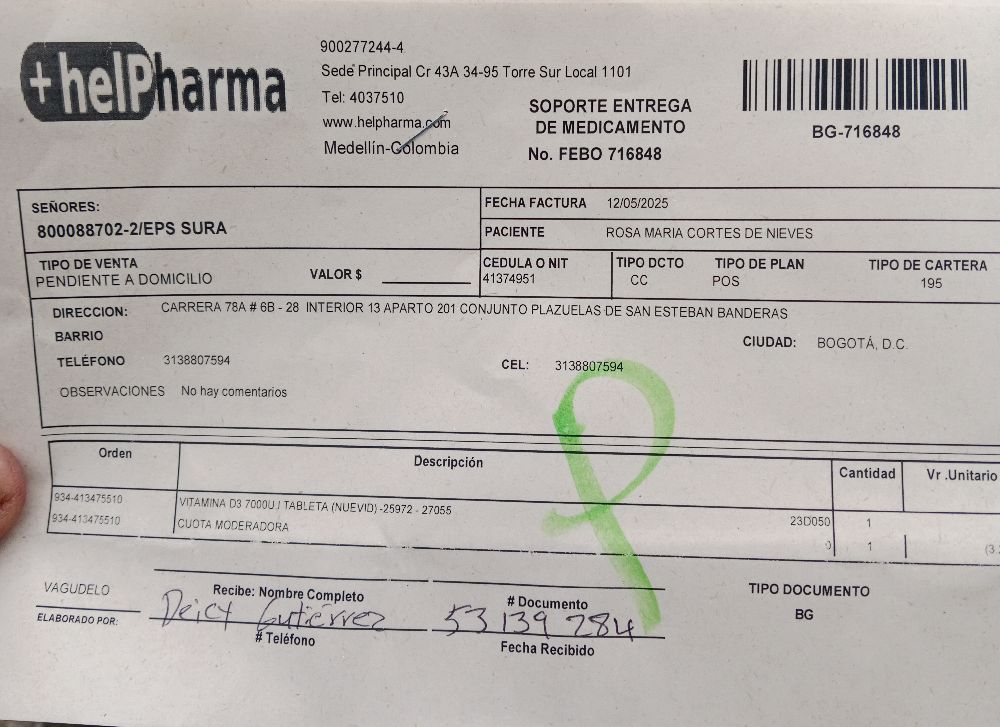 +helPharma
900277244-4
Sede Principal Cr 43A 34-95 Torre Sur Local 1101
Tel: 4037510
www.helpharma.com
Medellín-Colombia
SOPORTE ENTREGA
DE MEDICAMENTO
No. FEBO 716848
BG-716848
SEÑORES:
800088702-2/EPS SURA
FECHA FACTURA 12/05/2025
PACIENTE ROSA MARIA CORTES DE NIEVES
TIPO DE VENTA
PENDIENTE A DOMICILIO
VALOR $
CEDULA O NIT
41374951
TIPO DCTO
CC
TIPO DE PLAN
POS
TIPO DE CARTERA
195
DIRECCION: CARRERA 78A # 6B - 28 INTERIOR 13 APARTO 201 CONJUNTO PLAZUELAS DE SAN ESTEBAN BANDERAS
BARRIO
CIUDAD: BOGOTÁ, D.C.
TELÉFONO 3138807594
CEL: 3138807594
OBSERVACIONES No hay comentarios
Orden Descripción Cantidad Vr .Unitario
934-413475510 VITAMINA D3 7000U.I TABLETA (NUEVID) -25972 - 27055 23D050 1
934-413475510 CUOTA MODERADORA 0 1
VAGUDELO
ELABORADO POR:
Recibe: Nombre Completo
Deicy Gutiérrez
# Teléfono
# Documento
53139284
Fecha Recibido
TIPO DOCUMENTO
BG